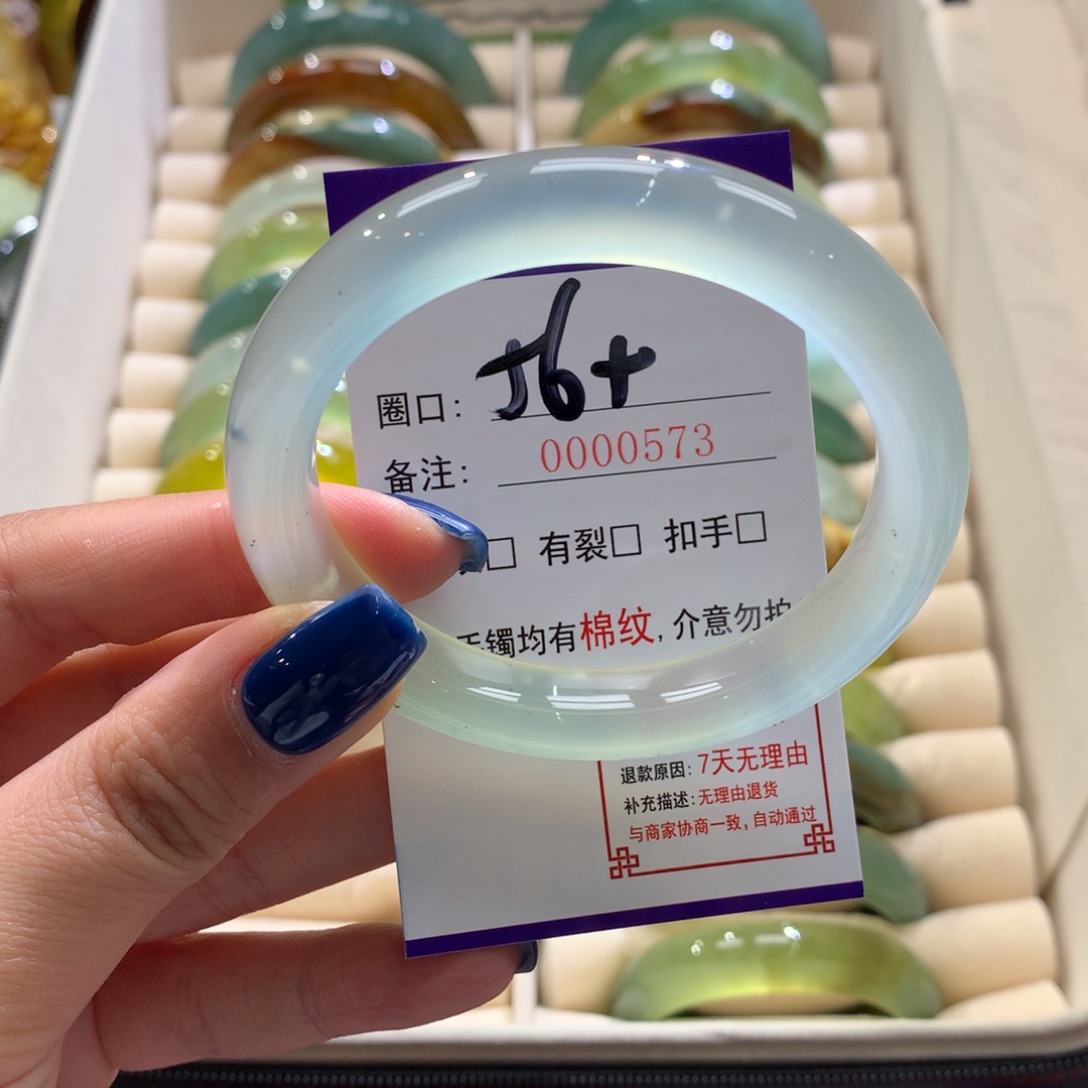 圈口: 56+
备注: 0000573
□ 有裂□ 扣手□
手镯均有棉纹, 介意勿拍
退款原因: 7天无理由
补充描述: 无理由退货
与商家协商一致, 自动通过